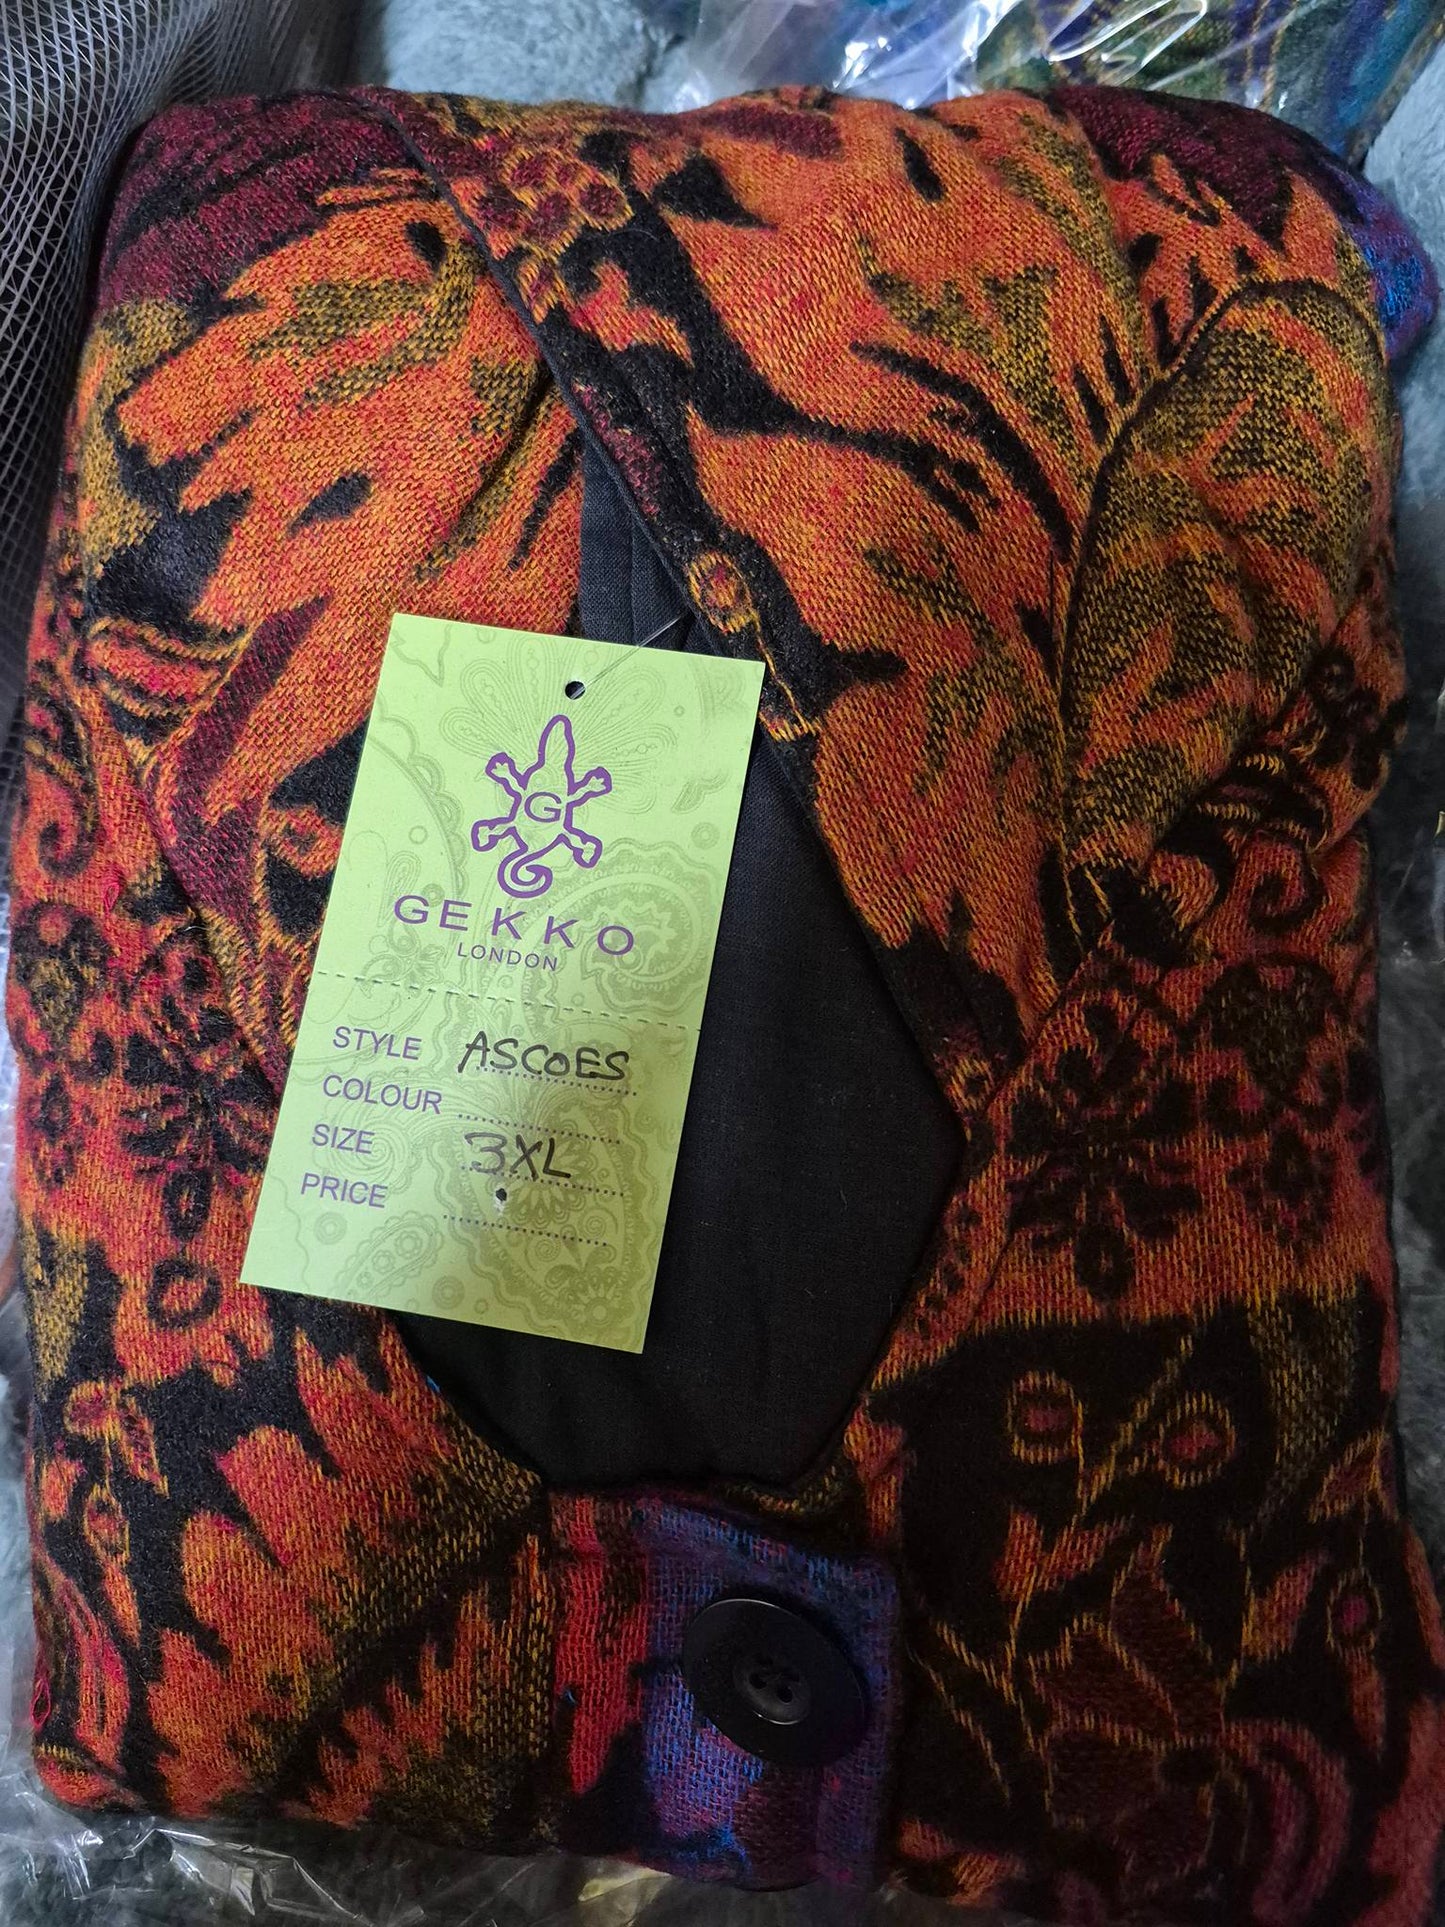 G
GEKKO
LONDON
STYLE ASCOES
COLOUR
SIZE 3XL
PRICE